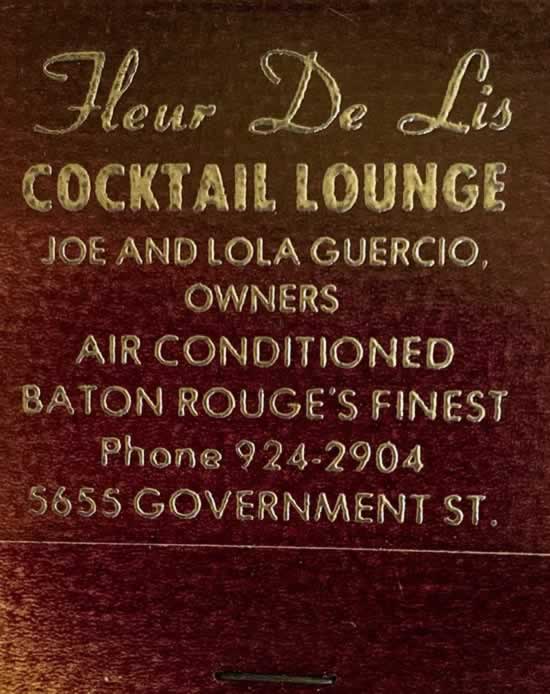 Fleur De Lis
COCKTAIL LOUNGE
JOE AND LOLA GUERCIO,
OWNERS
AIR CONDITIONED
BATON ROUGE'S FINEST
Phone 924-2904
5655 GOVERNMENT ST.